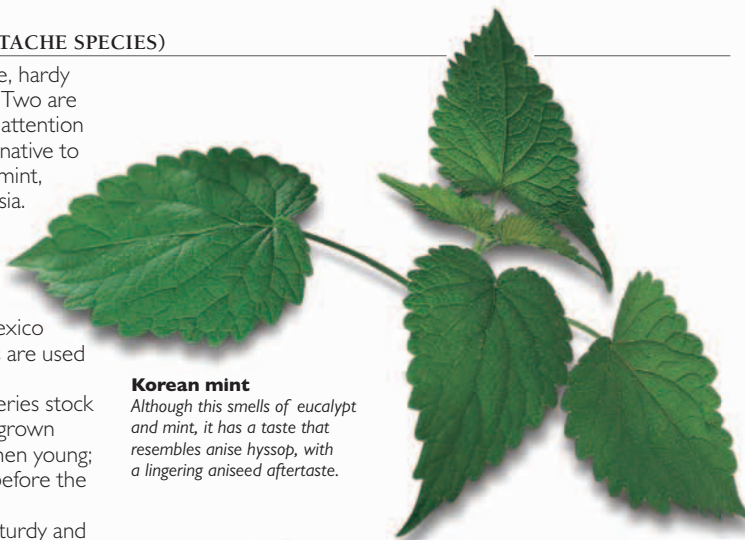 TACHE SPECIES)
e, hardy
Two are
attention
native to
mint,
sia.
exico
are used
eries stock
grown
hen young;
before the
turdy and
Korean mint
Although this smells of eucalypt
and mint, it has a taste that
resembles anise hyssop, with
a lingering aniseed aftertaste.